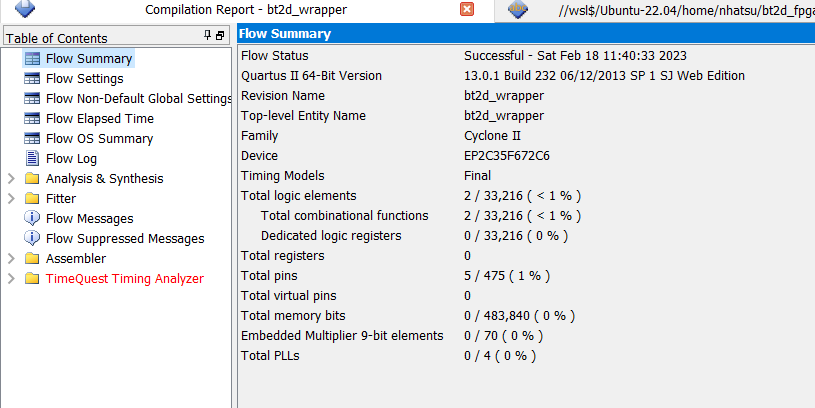 Compilation Report - bt2d_wrapper
//wsl$/Ubuntu-22.04/home/nhatsu/bt2d_fpga
Table of Contents
Flow Summary
Flow Settings
Flow Non-Default Global Settings
Flow Elapsed Time
Flow OS Summary
Flow Log
Analysis & Synthesis
Fitter
Flow Messages
Flow Suppressed Messages
Assembler
TimeQuest Timing Analyzer
Flow Summary
Flow Status Successful - Sat Feb 18 11:40:33 2023
Quartus II 64-Bit Version 13.0.1 Build 232 06/12/2013 SP 1 SJ Web Edition
Revision Name bt2d_wrapper
Top-level Entity Name bt2d_wrapper
Family Cyclone II
Device EP2C35F672C6
Timing Models Final
Total logic elements 2 / 33,216 ( < 1 % )
Total combinational functions 2 / 33,216 ( < 1 % )
Dedicated logic registers 0 / 33,216 ( 0 % )
Total registers 0
Total pins 5 / 475 ( 1 % )
Total virtual pins 0
Total memory bits 0 / 483,840 ( 0 % )
Embedded Multiplier 9-bit elements 0 / 70 ( 0 % )
Total PLLs 0 / 4 ( 0 % )